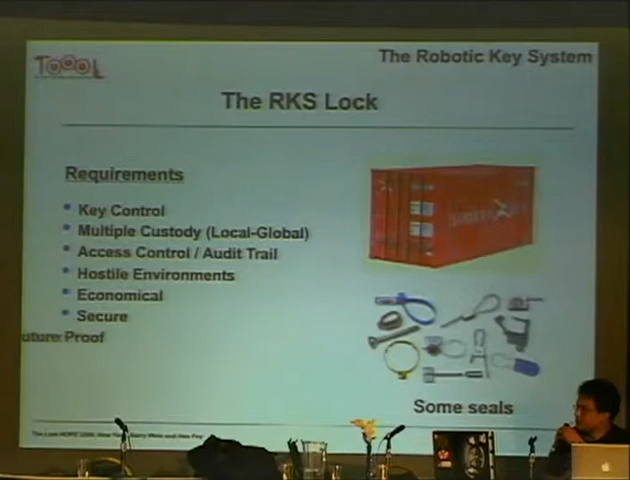 TOOOL
The Robotic Key System
The RKS Lock
Requirements
Key Control
Multiple Custody (Local-Global)
Access Control / Audit Trail
Hostile Environments
Economical
Secure
uture Proof
Some seals